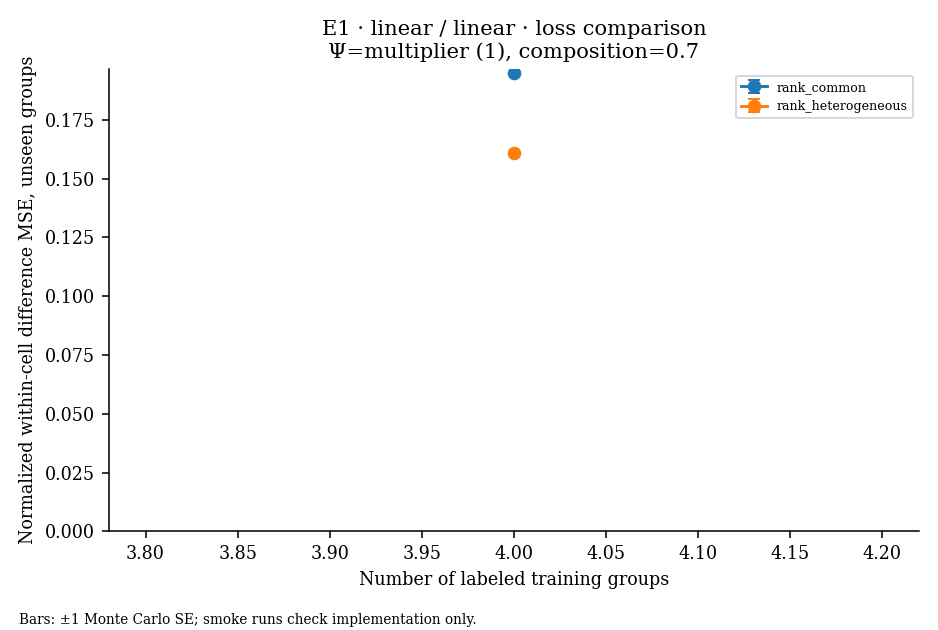 E1 · linear / linear · loss comparison
Ψ=multiplier (1), composition=0.7
rank_common
rank_heterogeneous
Normalized within-cell difference MSE, unseen groups
0.175
0.150
0.125
0.100
0.075
0.050
0.025
0.000
3.80 3.85 3.90 3.95 4.00 4.05 4.10 4.15 4.20
Number of labeled training groups
Bars: ±1 Monte Carlo SE; smoke runs check implementation only.